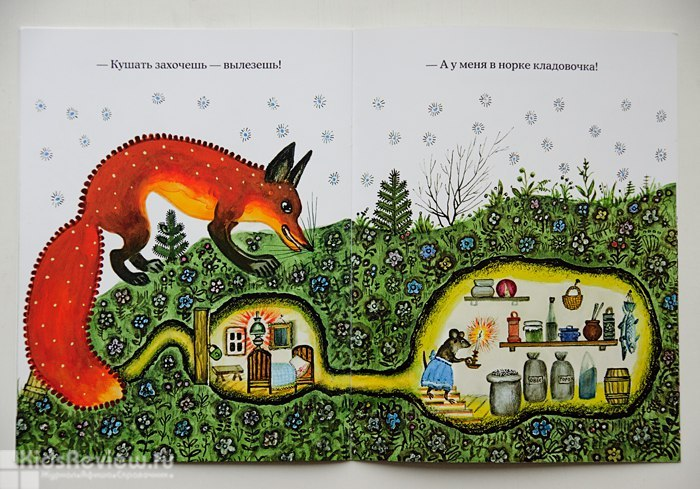 — Кушать захочешь — вылезешь!
— А у меня в норке кладовочка!
KidsReview.ru